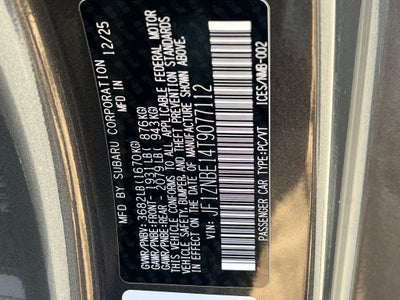 MFD BY SUBARU CORPORATION
12/25
MFD IN
GVWR/PNBV: 3682LB(1670KG)
GAWR/PNBE:FRONT- 1931LB( 876KG)
GAWR/PNBE:REAR - 2079LB( 943KG)
THIS VEHICLE CONFORMS TO ALL APPLICABLE FEDERAL MOTOR
VEHICLE SAFETY, BUMPER, AND THEFT PREVENTION STANDARDS
IN EFFECT ON THE DATE OF MANUFACTURE SHOWN ABOVE.
VIN: JF1ZNBE14T9077112
ICES/NMB-002
PASSENGER CAR TYPE:PC/VT